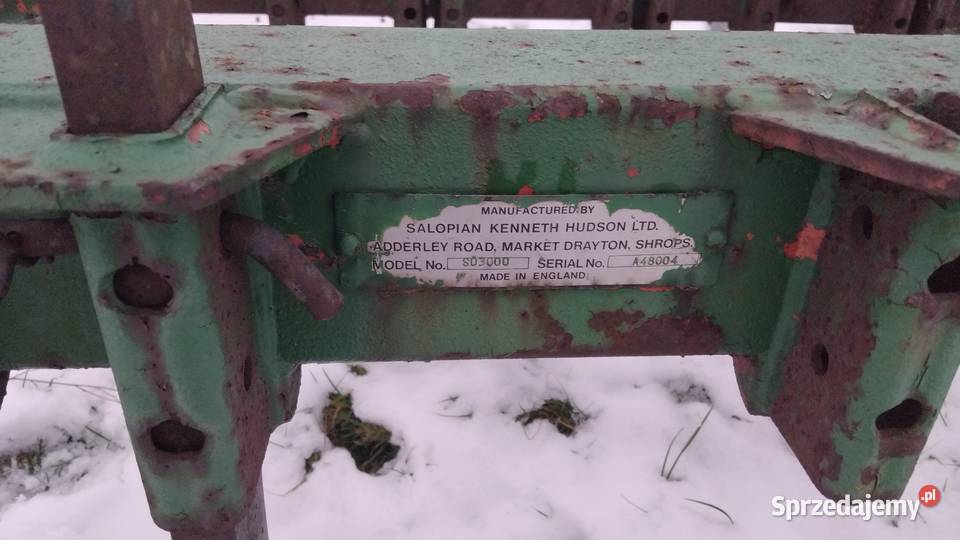 MANUFACTURED BY
SALOPIAN KENNETH HUDSON LTD.
ADDERLEY ROAD, MARKET DRAYTON, SHROPS.
MODEL No. SD3000 SERIAL No. A48004
MADE IN ENGLAND
Sprzedajemy.pl